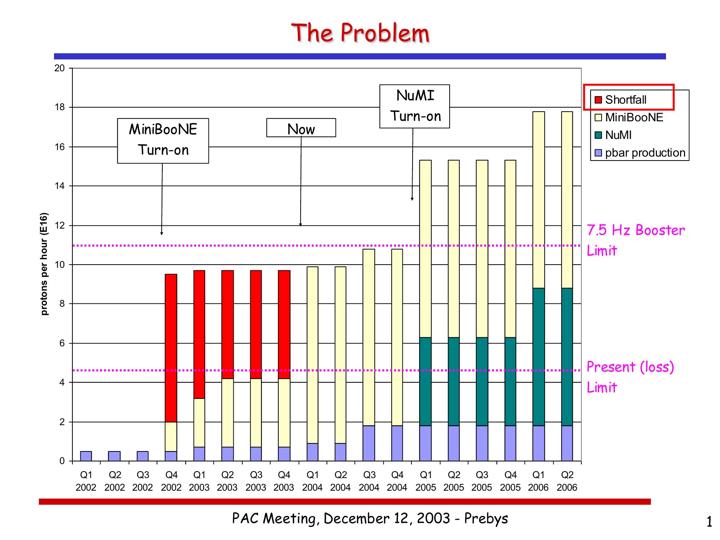 The Problem
20
18
16
14
12
10
8
6
4
2
0
protons per hour (E16)
MiniBooNE
Turn-on
Now
NuMI
Turn-on
Shortfall
MiniBooNE
NuMI
pbar production
7.5 Hz Booster
Limit
Present (loss)
Limit
Q1 Q2 Q3 Q4 Q1 Q2 Q3 Q4 Q1 Q2 Q3 Q4 Q1 Q2 Q3 Q4 Q1 Q2
2002 2002 2002 2002 2003 2003 2003 2003 2004 2004 2004 2004 2005 2005 2005 2005 2006 2006
PAC Meeting, December 12, 2003 - Prebys
1